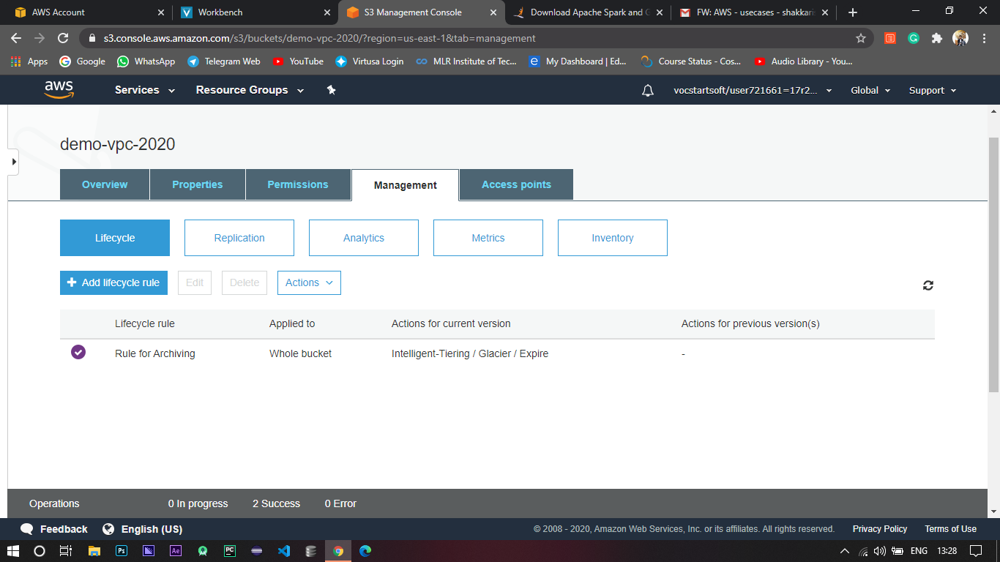 AWS Account
Workbench
S3 Management Console
Download Apache Spark and G
FW: AWS - usecases - shakkari
s3.console.aws.amazon.com/s3/buckets/demo-vpc-2020/?region=us-east-1&tab=management
Apps Google WhatsApp Telegram Web YouTube Virtusa Login MLR Institute of Tec... My Dashboard | Ed... Course Status - Cos... Audio Library - You...
aws Services Resource Groups vocstartsoft/user721661=17r2... Global Support
demo-vpc-2020
Overview Properties Permissions Management Access points
Lifecycle Replication Analytics Metrics Inventory
+ Add lifecycle rule Edit Delete Actions
Lifecycle rule Applied to Actions for current version Actions for previous version(s)
Rule for Archiving Whole bucket Intelligent-Tiering / Glacier / Expire -
Operations 0 In progress 2 Success 0 Error
Feedback English (US) © 2008 - 2020, Amazon Web Services, Inc. or its affiliates. All rights reserved. Privacy Policy Terms of Use
Ps Ae PC ENG 13:28